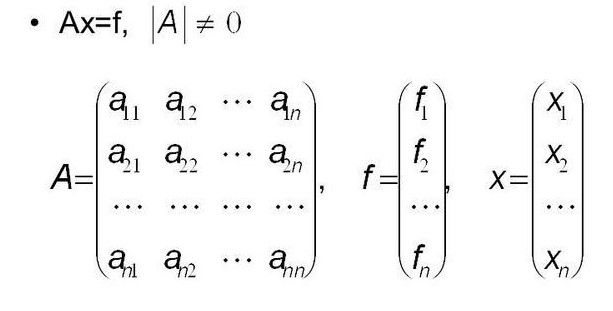 • Ax=f, |A| ≠ 0
A= ( a₁₁ a₁₂ ⋯ a₁ₙ ) , f= ( f₁ ) , x= ( x₁ )
a₂₁ a₂₂ ⋯ a₂ₙ f₂ x₂
⋯ ⋯ ⋯ ⋯ ⋯ ⋯
aₙ₁ aₙ₂ ⋯ aₙₙ fₙ xₙ